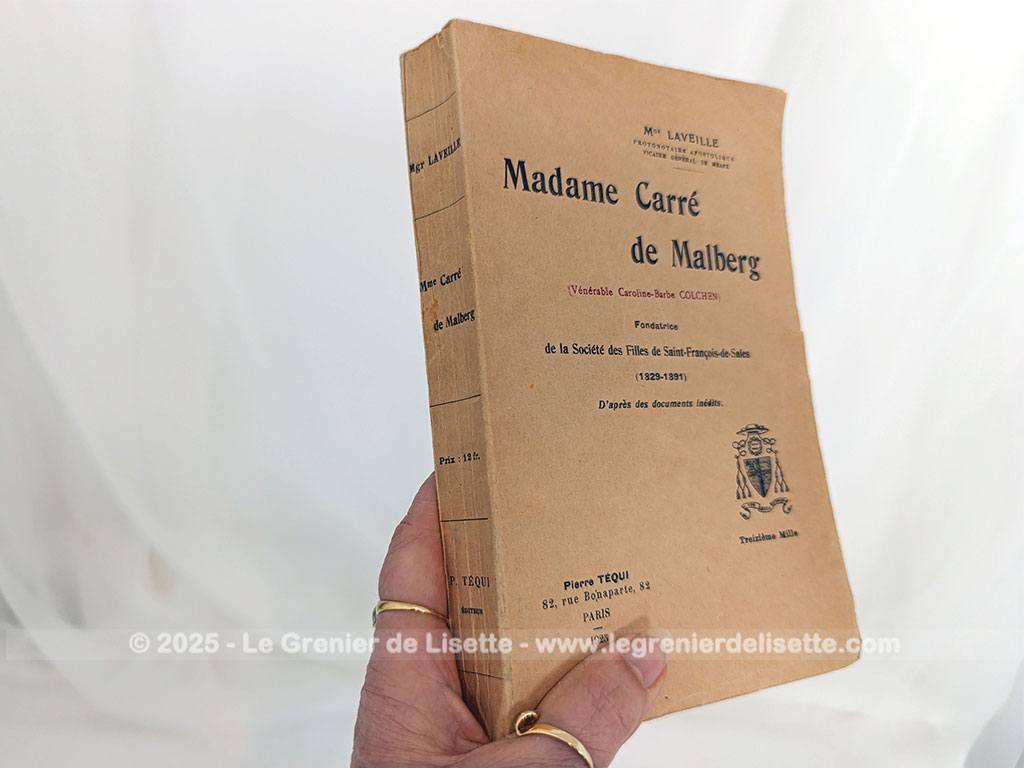 Mgr LAVEILLE
PROTONOTAIRE APOSTOLIQUE
VICAIRE GÉNÉRAL DE MEAUX
Madame Carré
de Malberg
(Vénérable Caroline-Barbe COLCHEN)
Fondatrice
de la Société des Filles de Saint-François-de-Sales
(1829-1891)
D'après des documents inédits.
Treizième Mille
Pierre TÉQUI
82, rue Bonaparte, 82
PARIS
Mgr LAVEILLE
Mme Carré
de Malberg
Prix : 12 fr.
P. TÉQUI
ÉDITEUR
© 2025 - Le Grenier de Lisette - www.legrenierdelisette.com